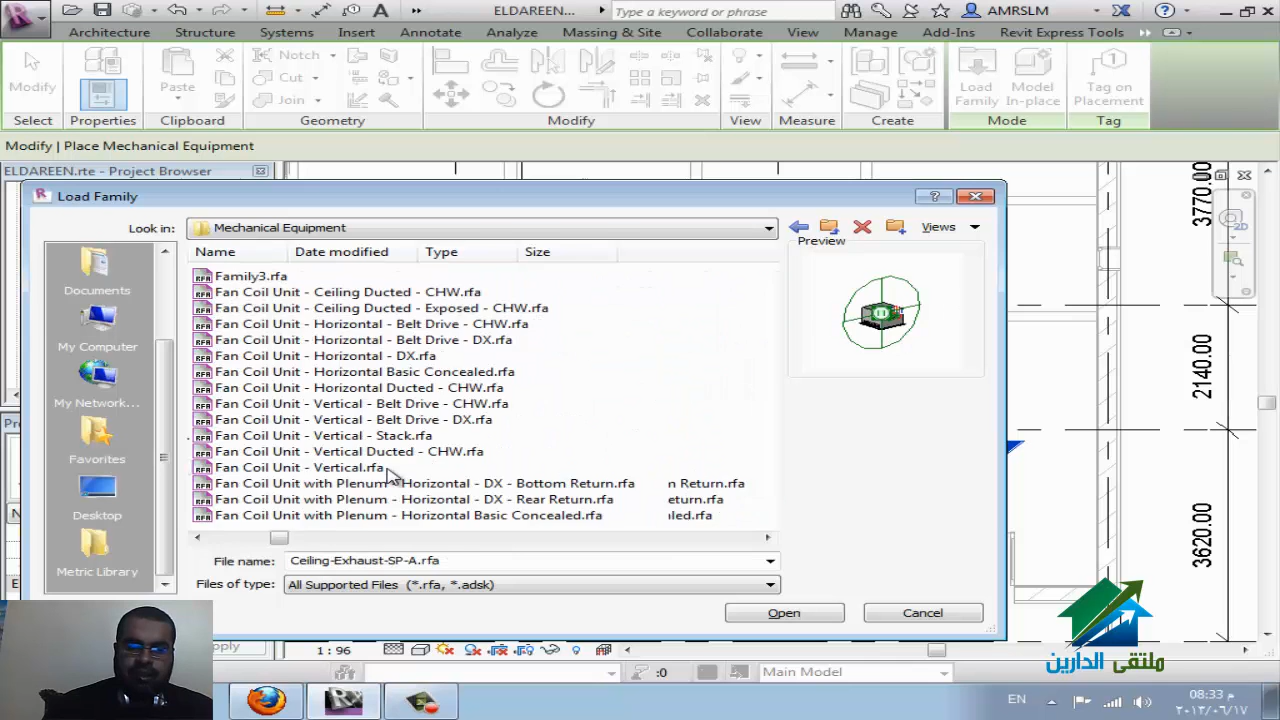 ELDAREEN...
Type a keyword or phrase
AMRSLM
Architecture Structure Systems Insert Annotate Analyze Massing & Site Collaborate View Manage Add-Ins Revit Express Tools
Modify
Paste
Notch
Cut
Join
Load Family
Model In-place
Tag on Placement
Select Properties Clipboard Geometry Modify View Measure Create Mode Tag
Modify | Place Mechanical Equipment
ELDAREEN.rte - Project Browser
Load Family
Look in: Mechanical Equipment
Views
Preview
Name Date modified Type Size
Family3.rfa
Fan Coil Unit - Ceiling Ducted - CHW.rfa
Fan Coil Unit - Ceiling Ducted - Exposed - CHW.rfa
Fan Coil Unit - Horizontal - Belt Drive - CHW.rfa
Fan Coil Unit - Horizontal - Belt Drive - DX.rfa
Fan Coil Unit - Horizontal - DX.rfa
Fan Coil Unit - Horizontal Basic Concealed.rfa
Fan Coil Unit - Horizontal Ducted - CHW.rfa
Fan Coil Unit - Vertical - Belt Drive - CHW.rfa
Fan Coil Unit - Vertical - Belt Drive - DX.rfa
Fan Coil Unit - Vertical - Stack.rfa
Fan Coil Unit - Vertical Ducted - CHW.rfa
Fan Coil Unit - Vertical.rfa
Fan Coil Unit with Plenum - Horizontal - DX - Bottom Return.rfa n Return.rfa
Fan Coil Unit with Plenum - Horizontal - DX - Rear Return.rfa eturn.rfa
Fan Coil Unit with Plenum - Horizontal Basic Concealed.rfa led.rfa
Documents
My Computer
My Network...
Favorites
Desktop
Metric Library
File name: Ceiling-Exhaust-SP-A.rfa
Files of type: All Supported Files (*.rfa, *.adsk)
Open Cancel
3770.00
2140.00
3620.00
2D
1 : 96
:0
Main Model
ملتقى الدارين
EN
08:33 م
٢٠١٣/٠٦/١٧